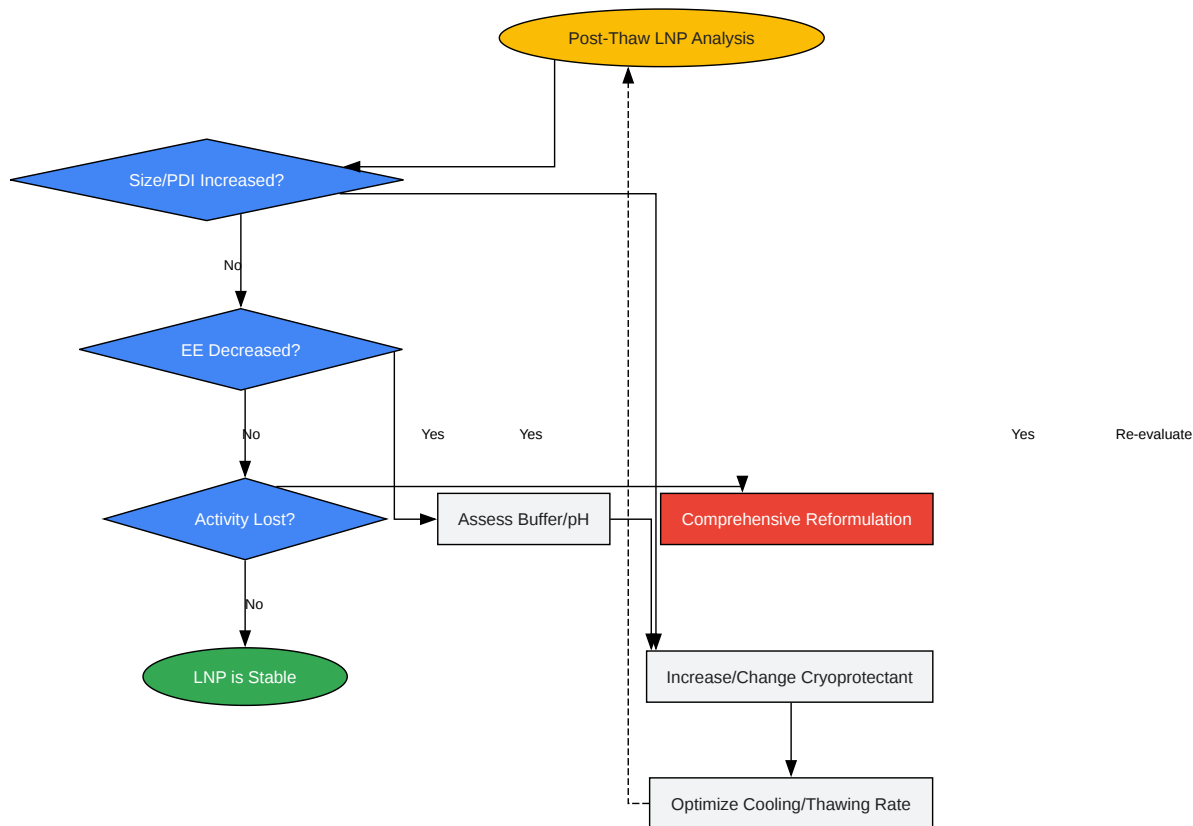 Post-Thaw LNP Analysis
Size/PDI Increased?
No
EE Decreased?
No
Yes
Yes
Yes
Re-evaluate
Activity Lost?
Assess Buffer/pH
Comprehensive Reformulation
No
LNP is Stable
Increase/Change Cryoprotectant
Optimize Cooling/Thawing Rate